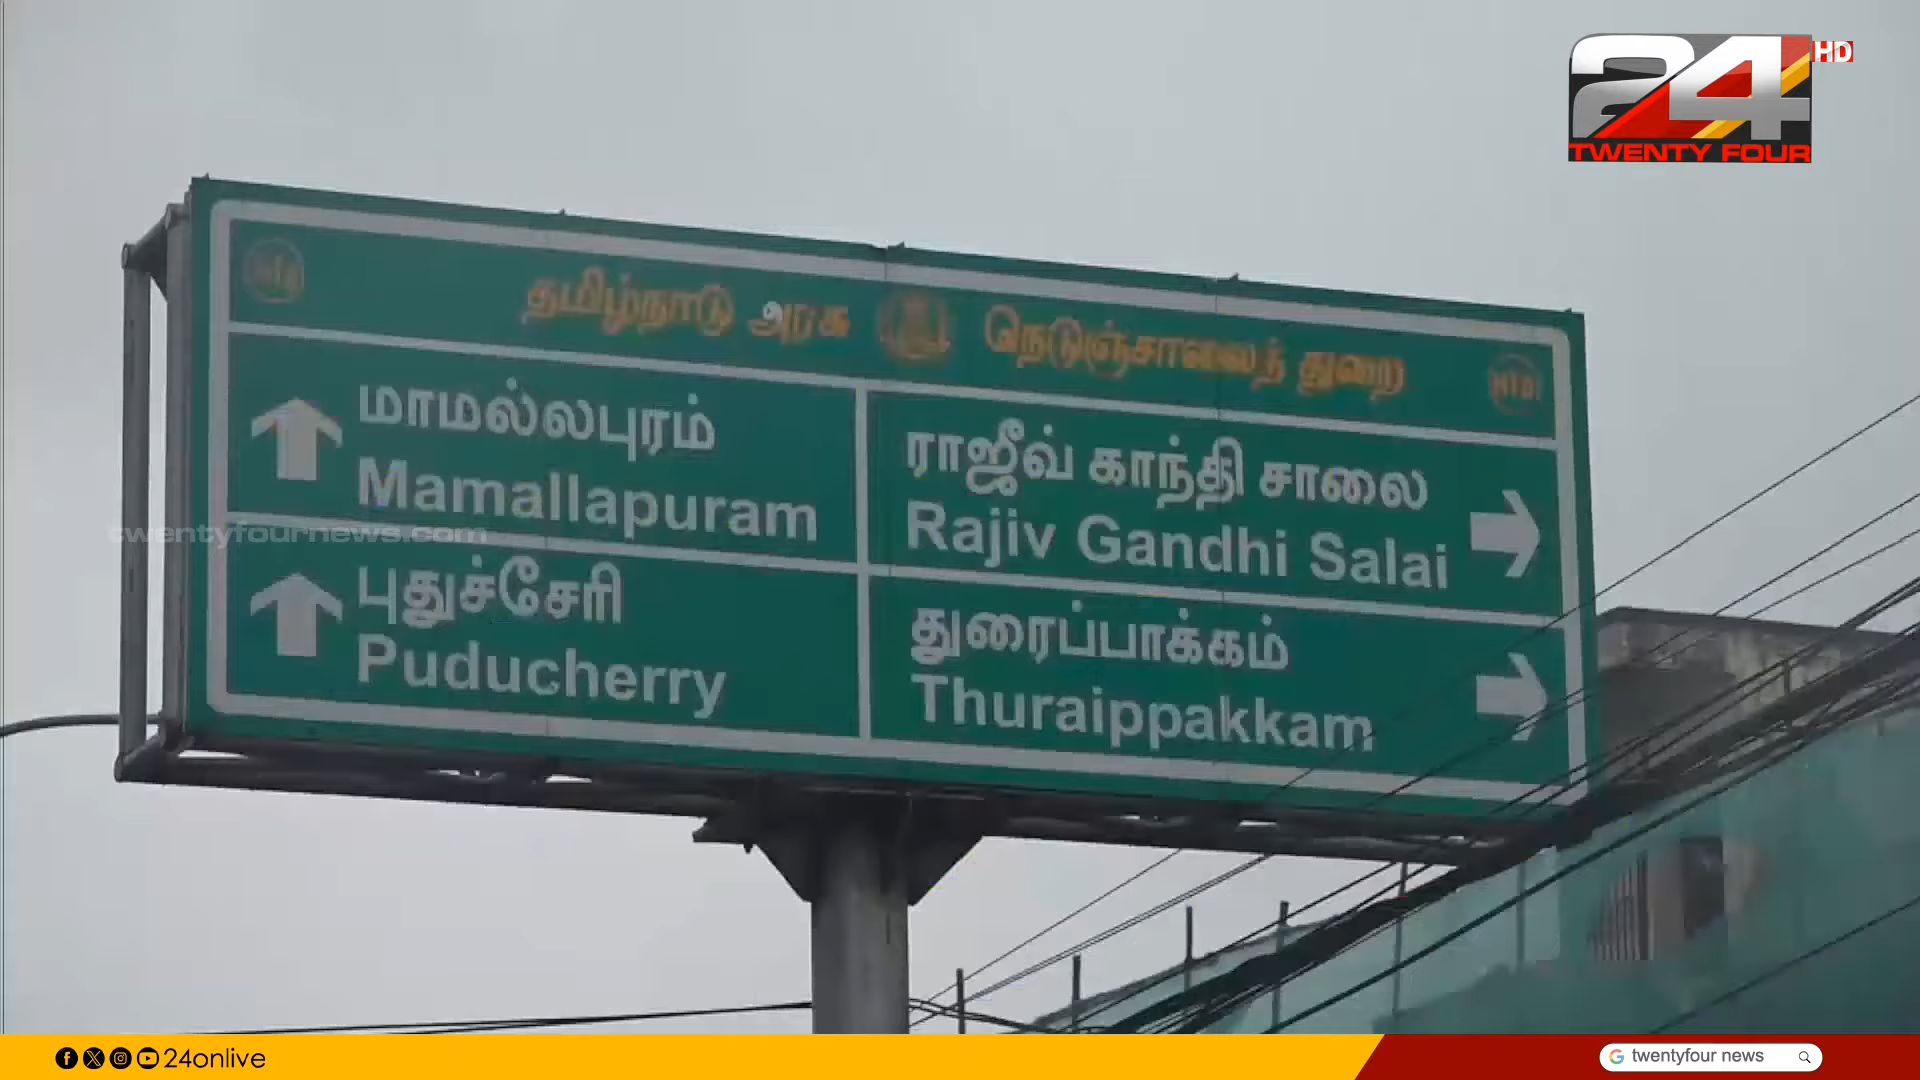 24
HD
TWENTY FOUR
தமிழ்நாடு அரசு நெடுஞ்சாலைத் துறை
மாமல்லபுரம்
Mamallapuram
புதுச்சேரி
Puducherry
ராஜீவ் காந்தி சாலை
Rajiv Gandhi Salai
துரைப்பாக்கம்
Thuraippakkam
twentyfournews.com
24onlive
twentyfour news